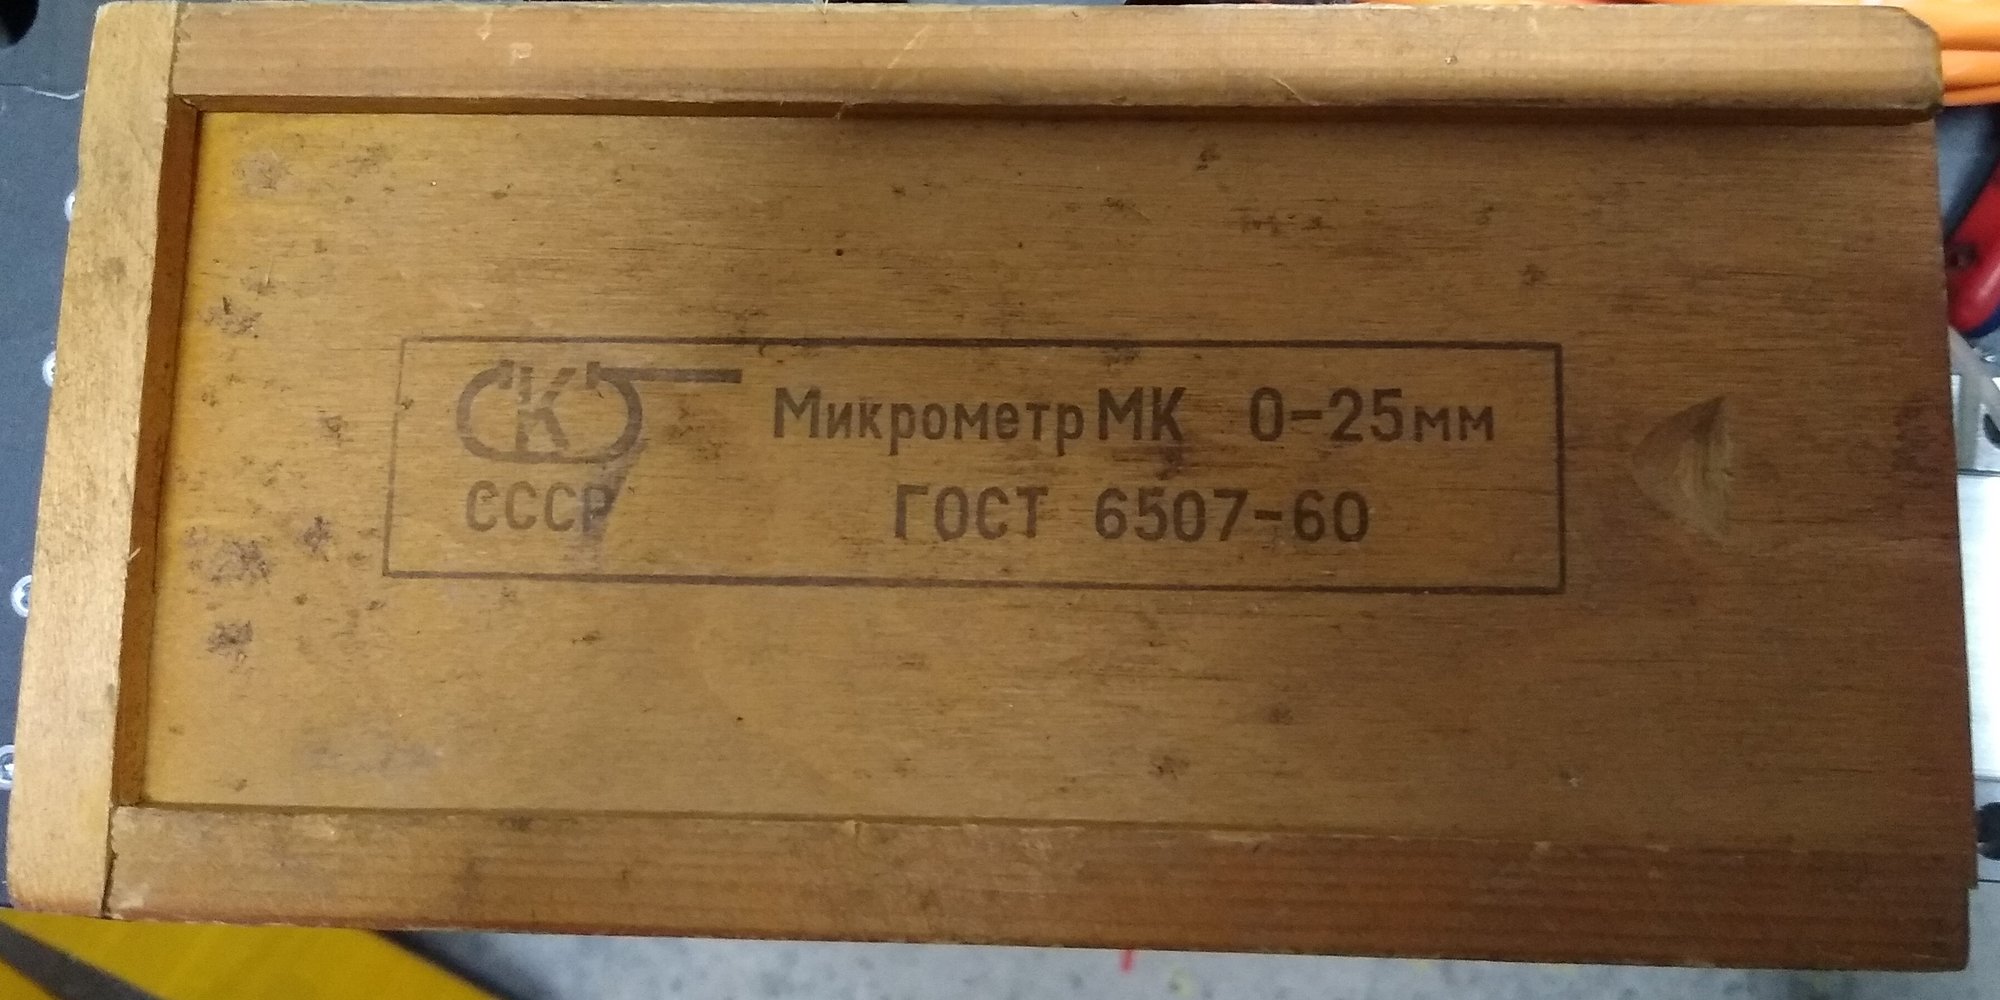 К
Микрометр МК 0-25мм
СССР
ГОСТ 6507-60